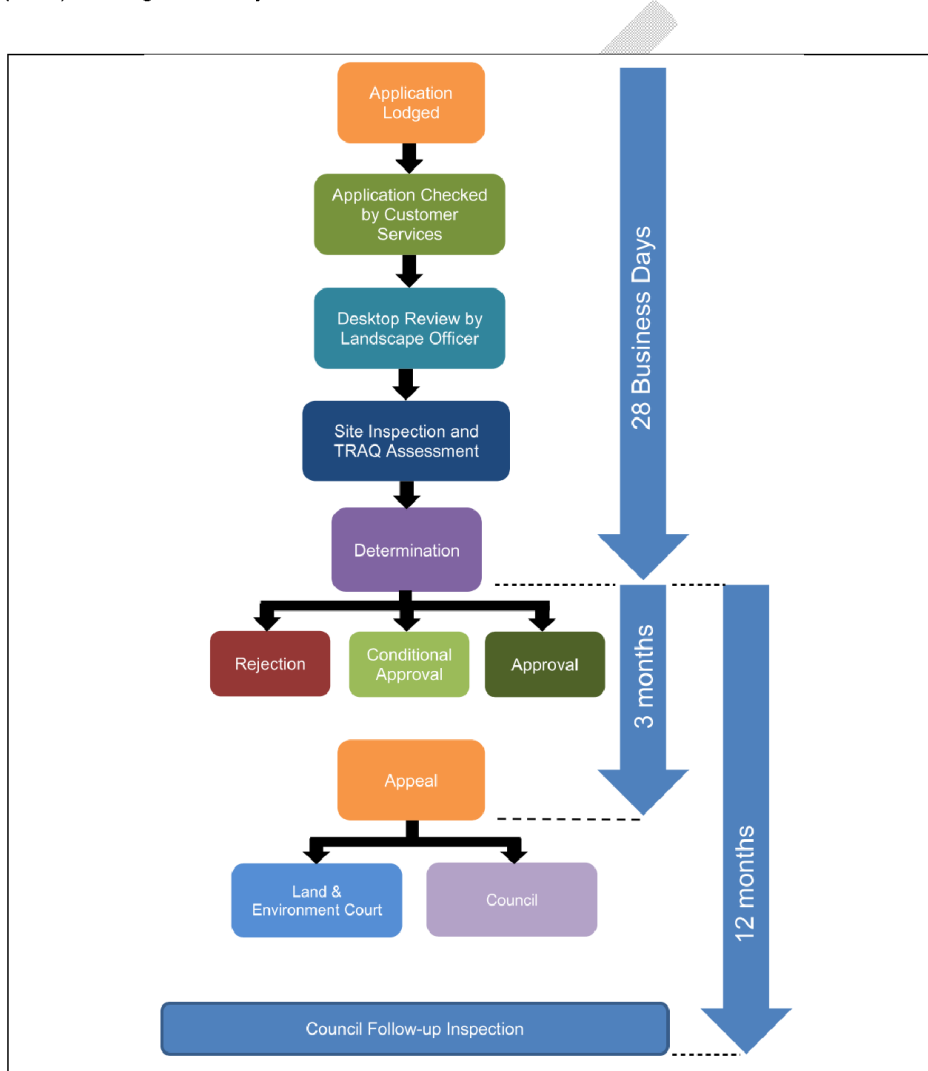 Application
Lodged
Application Checked
by Customer
Services
Desktop Review by
Landscape Officer
Site Inspection and
TRAQ Assessment
Determination
Rejection
Conditional
Approval
Approval
Appeal
Land &
Environment Court
Council
Council Follow-up Inspection
28 Business Days
3 months
12 months